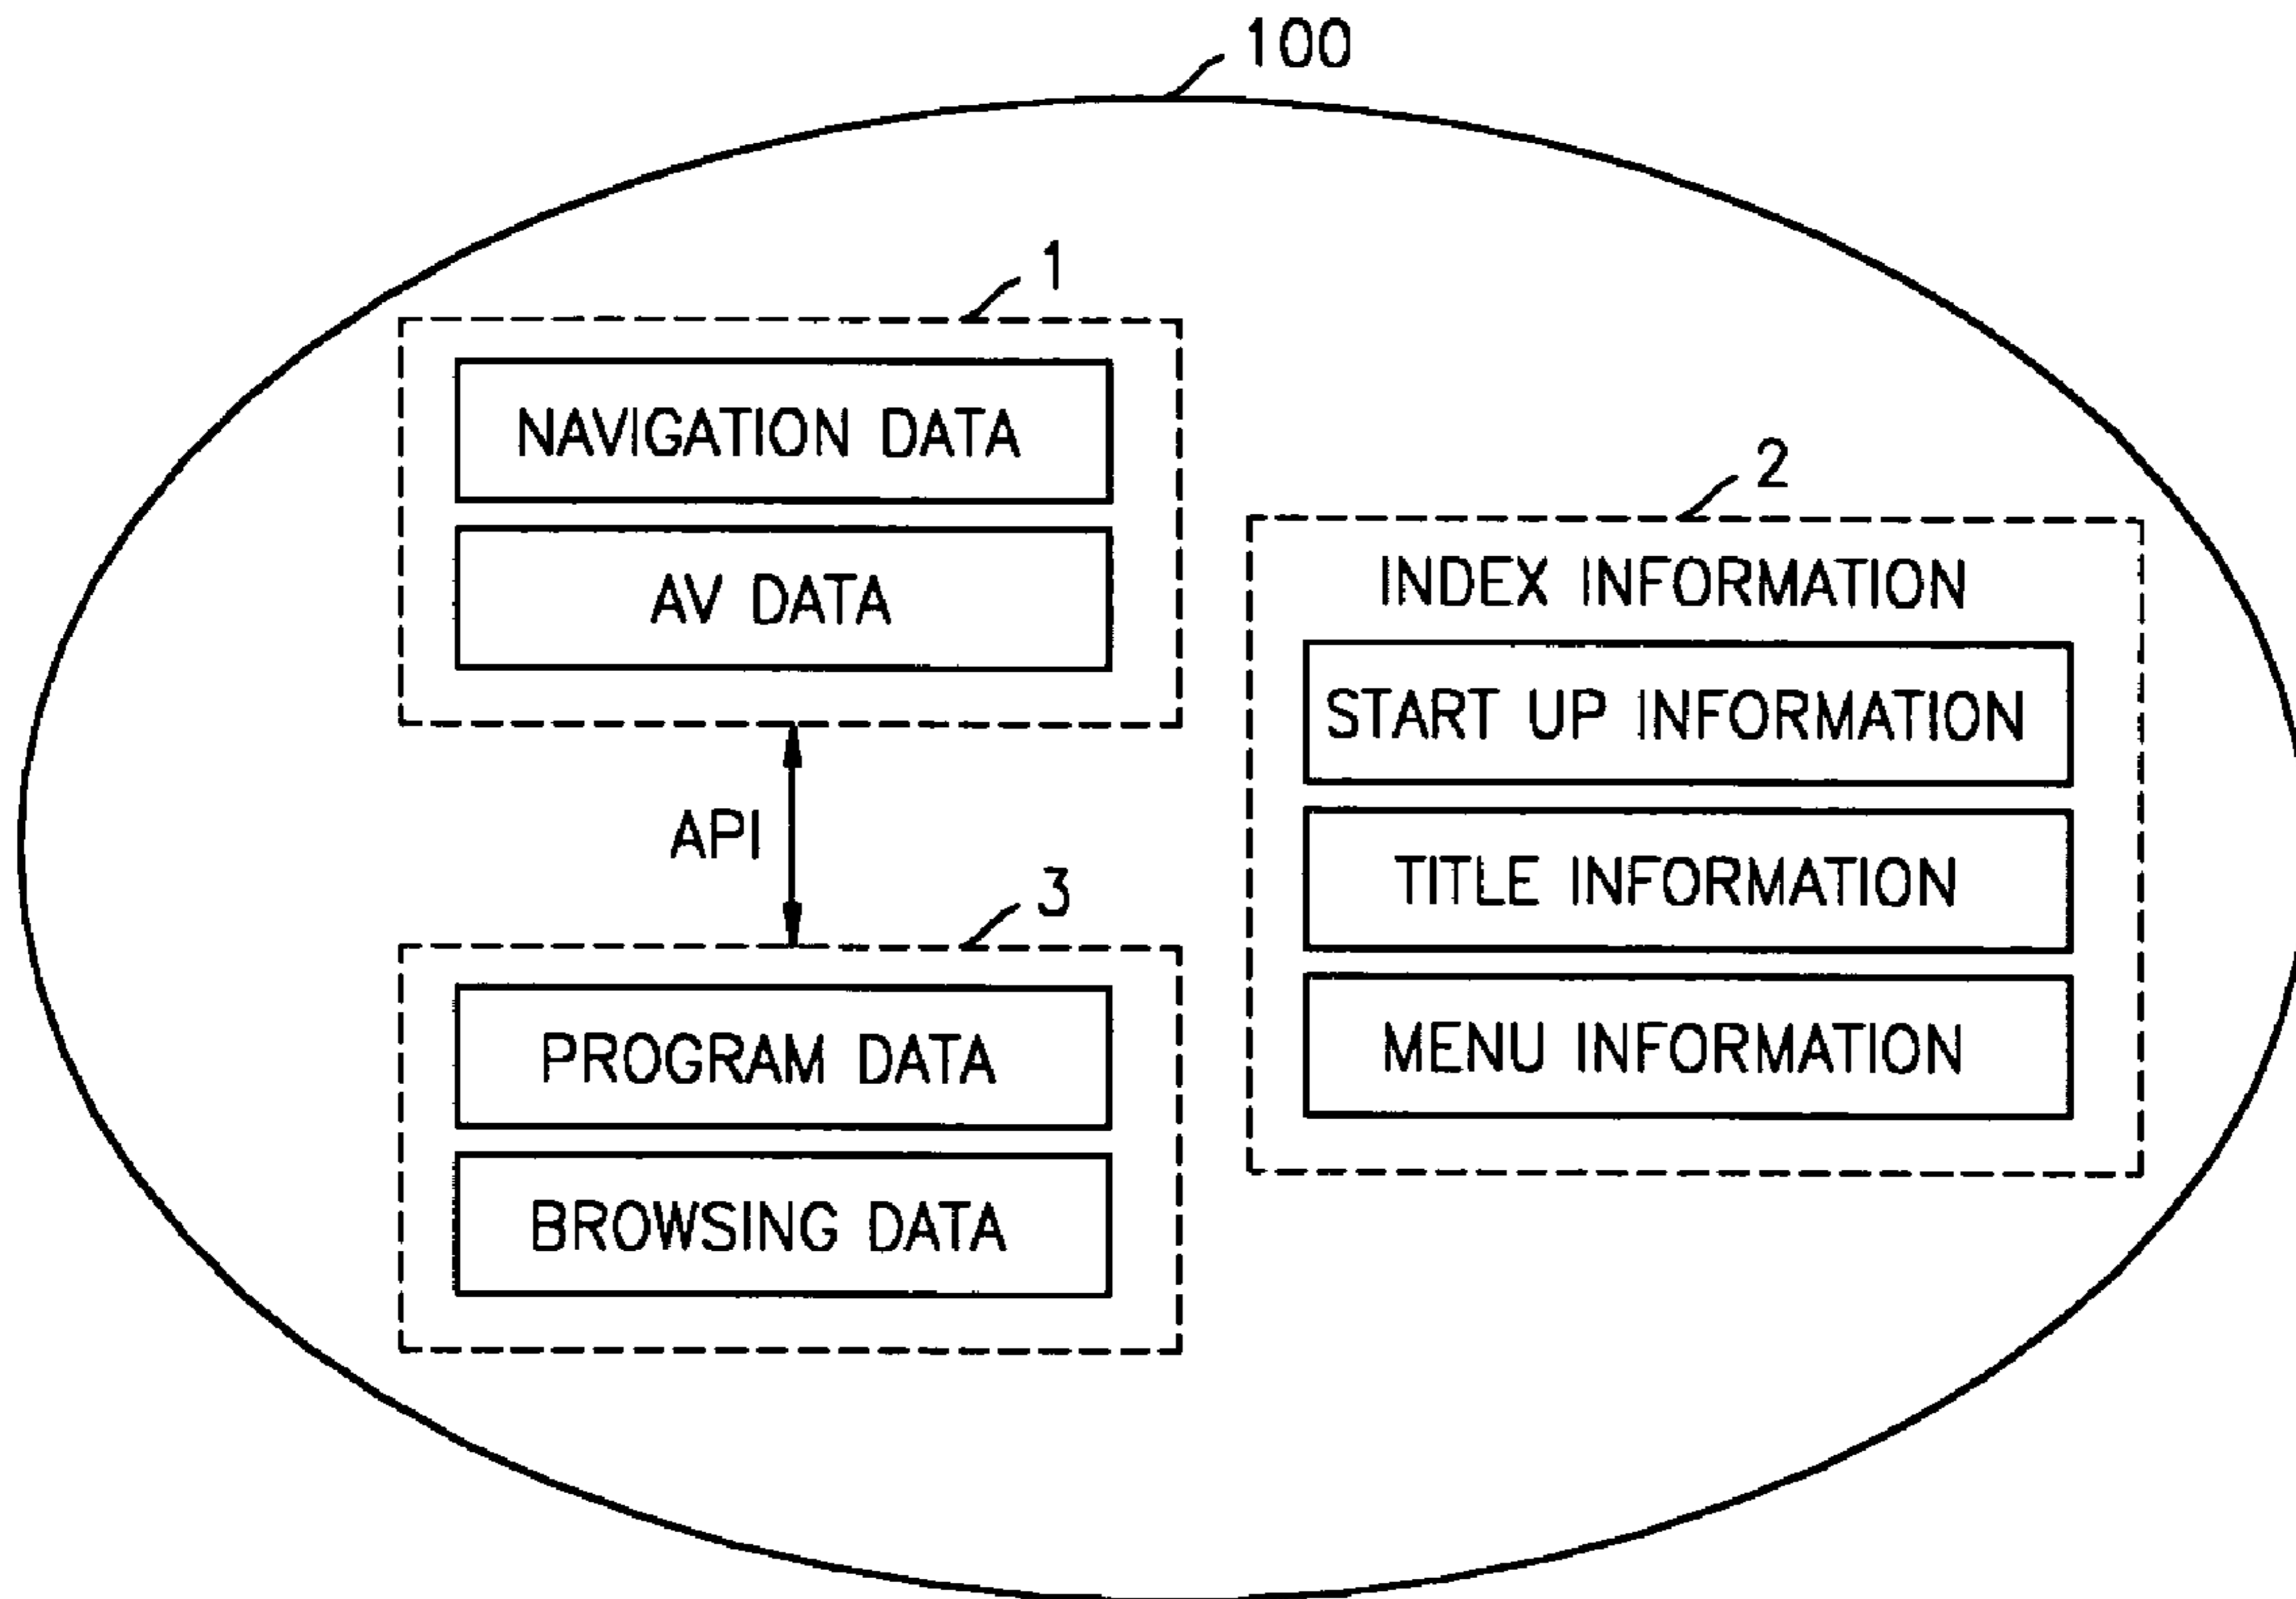 100
1
NAVIGATION DATA
AV DATA
API
3
PROGRAM DATA
BROWSING DATA
2
INDEX INFORMATION
START UP INFORMATION
TITLE INFORMATION
MENU INFORMATION